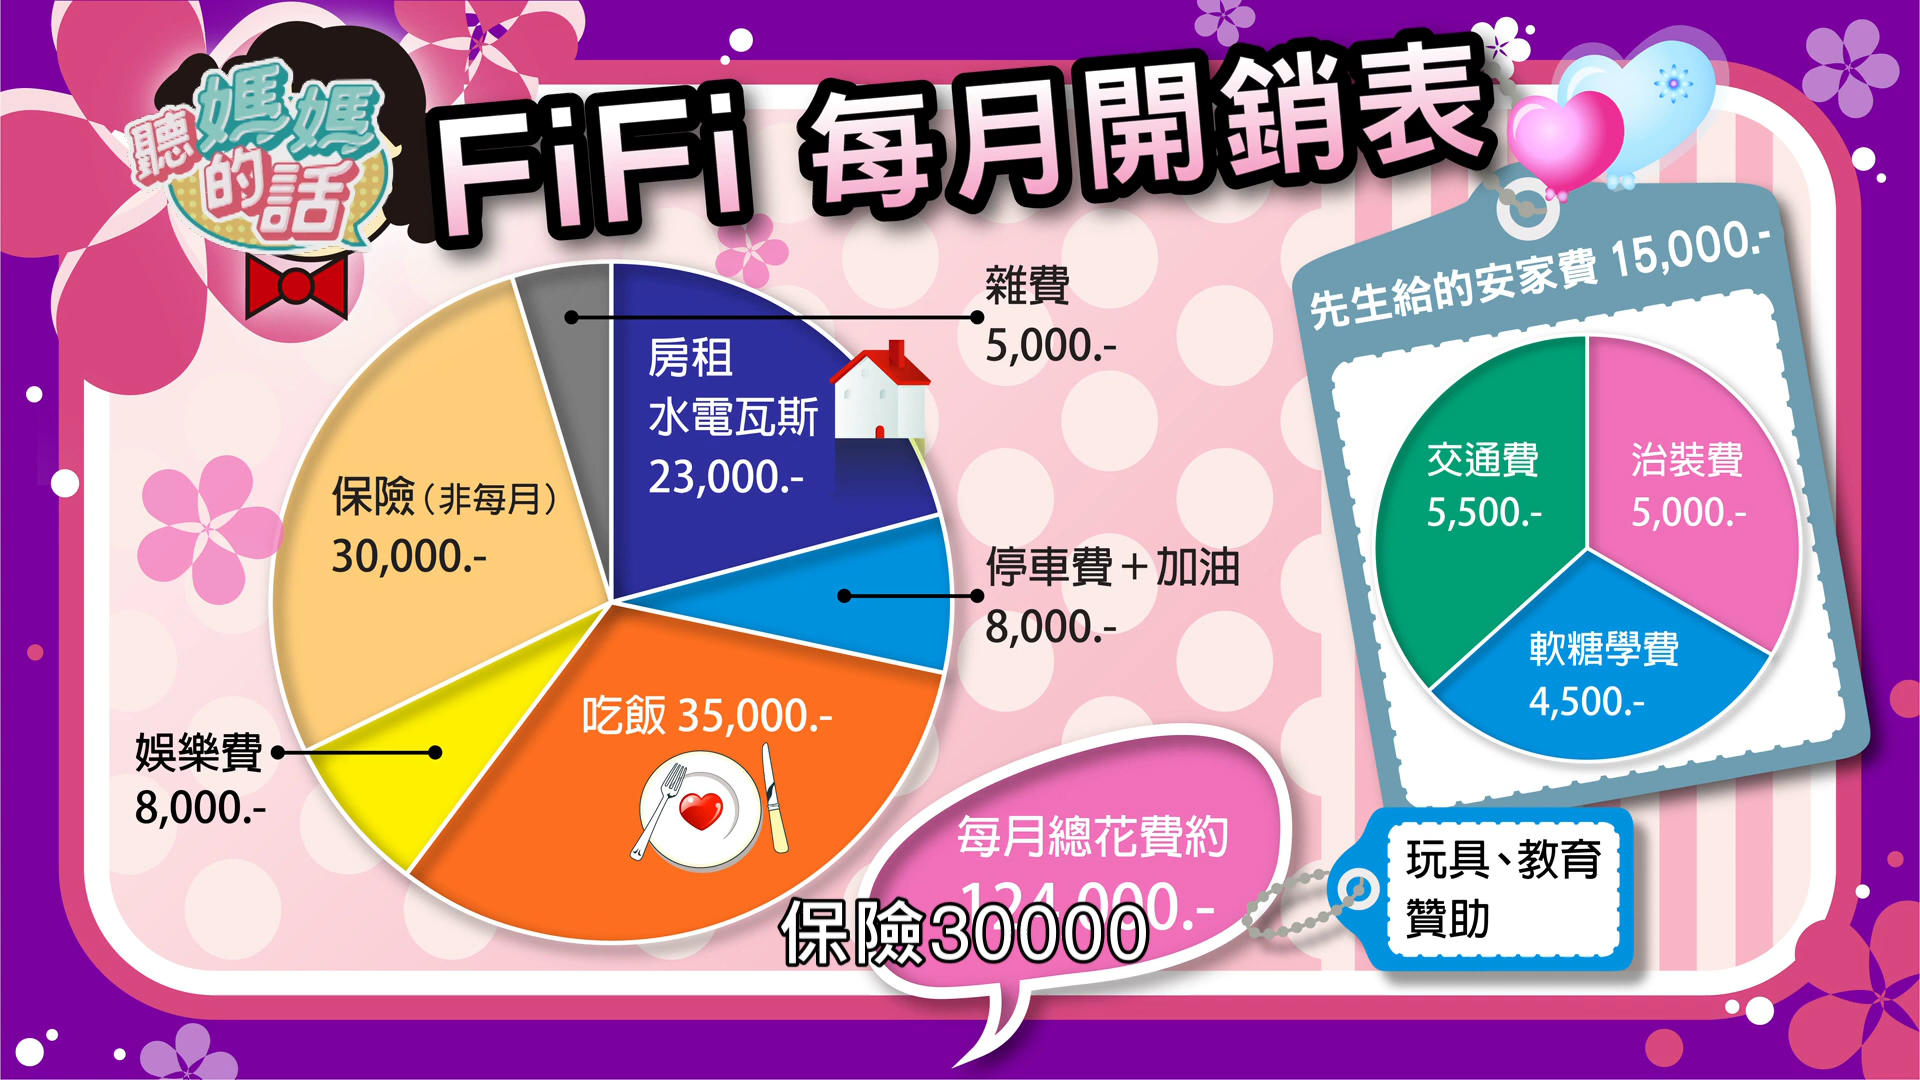 聽媽媽
的話
FiFi 每月開銷表
先生給的安家費 15,000.-
雜費
5,000.-
房租
水電瓦斯
23,000.-
保險(非每月)
30,000.-
停車費+加油
8,000.-
吃飯 35,000.-
娛樂費
8,000.-
交通費
5,500.-
治裝費
5,000.-
軟糖學費
4,500.-
每月總花費約
124,000.-
玩具、教育
贊助
保險30000